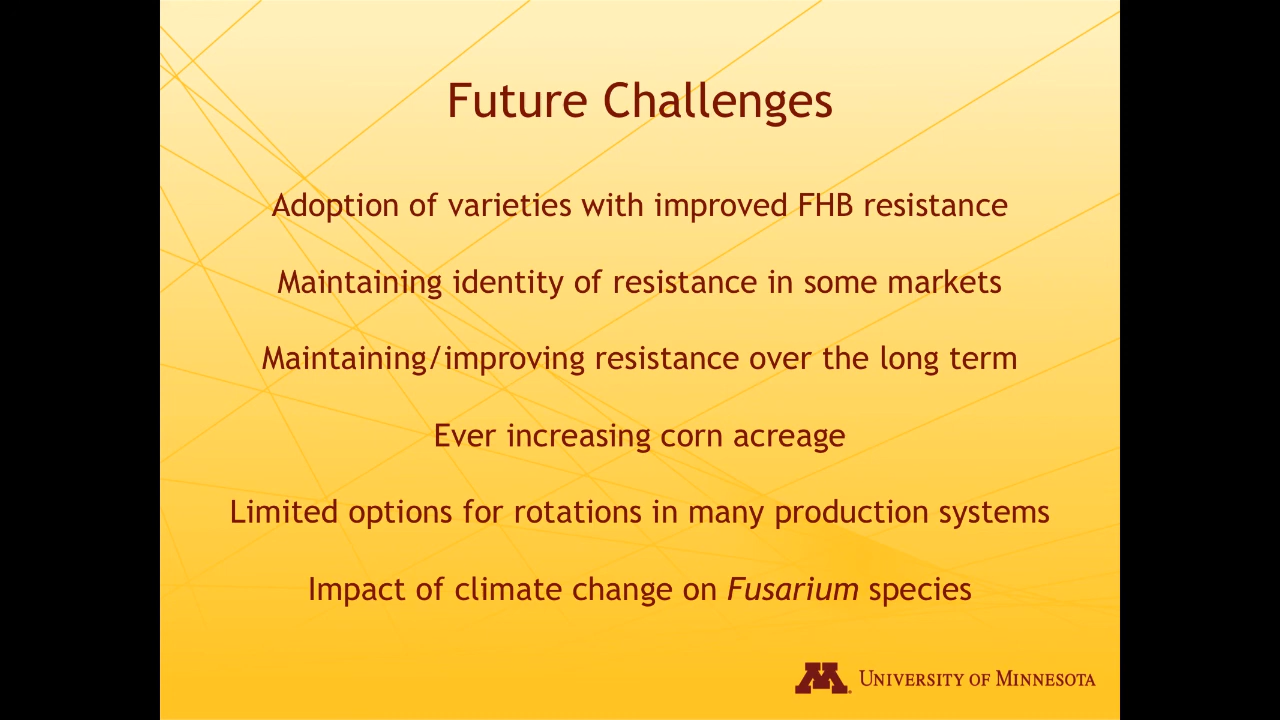 Future Challenges
Adoption of varieties with improved FHB resistance
Maintaining identity of resistance in some markets
Maintaining/improving resistance over the long term
Ever increasing corn acreage
Limited options for rotations in many production systems
Impact of climate change on Fusarium species
M University of Minnesota